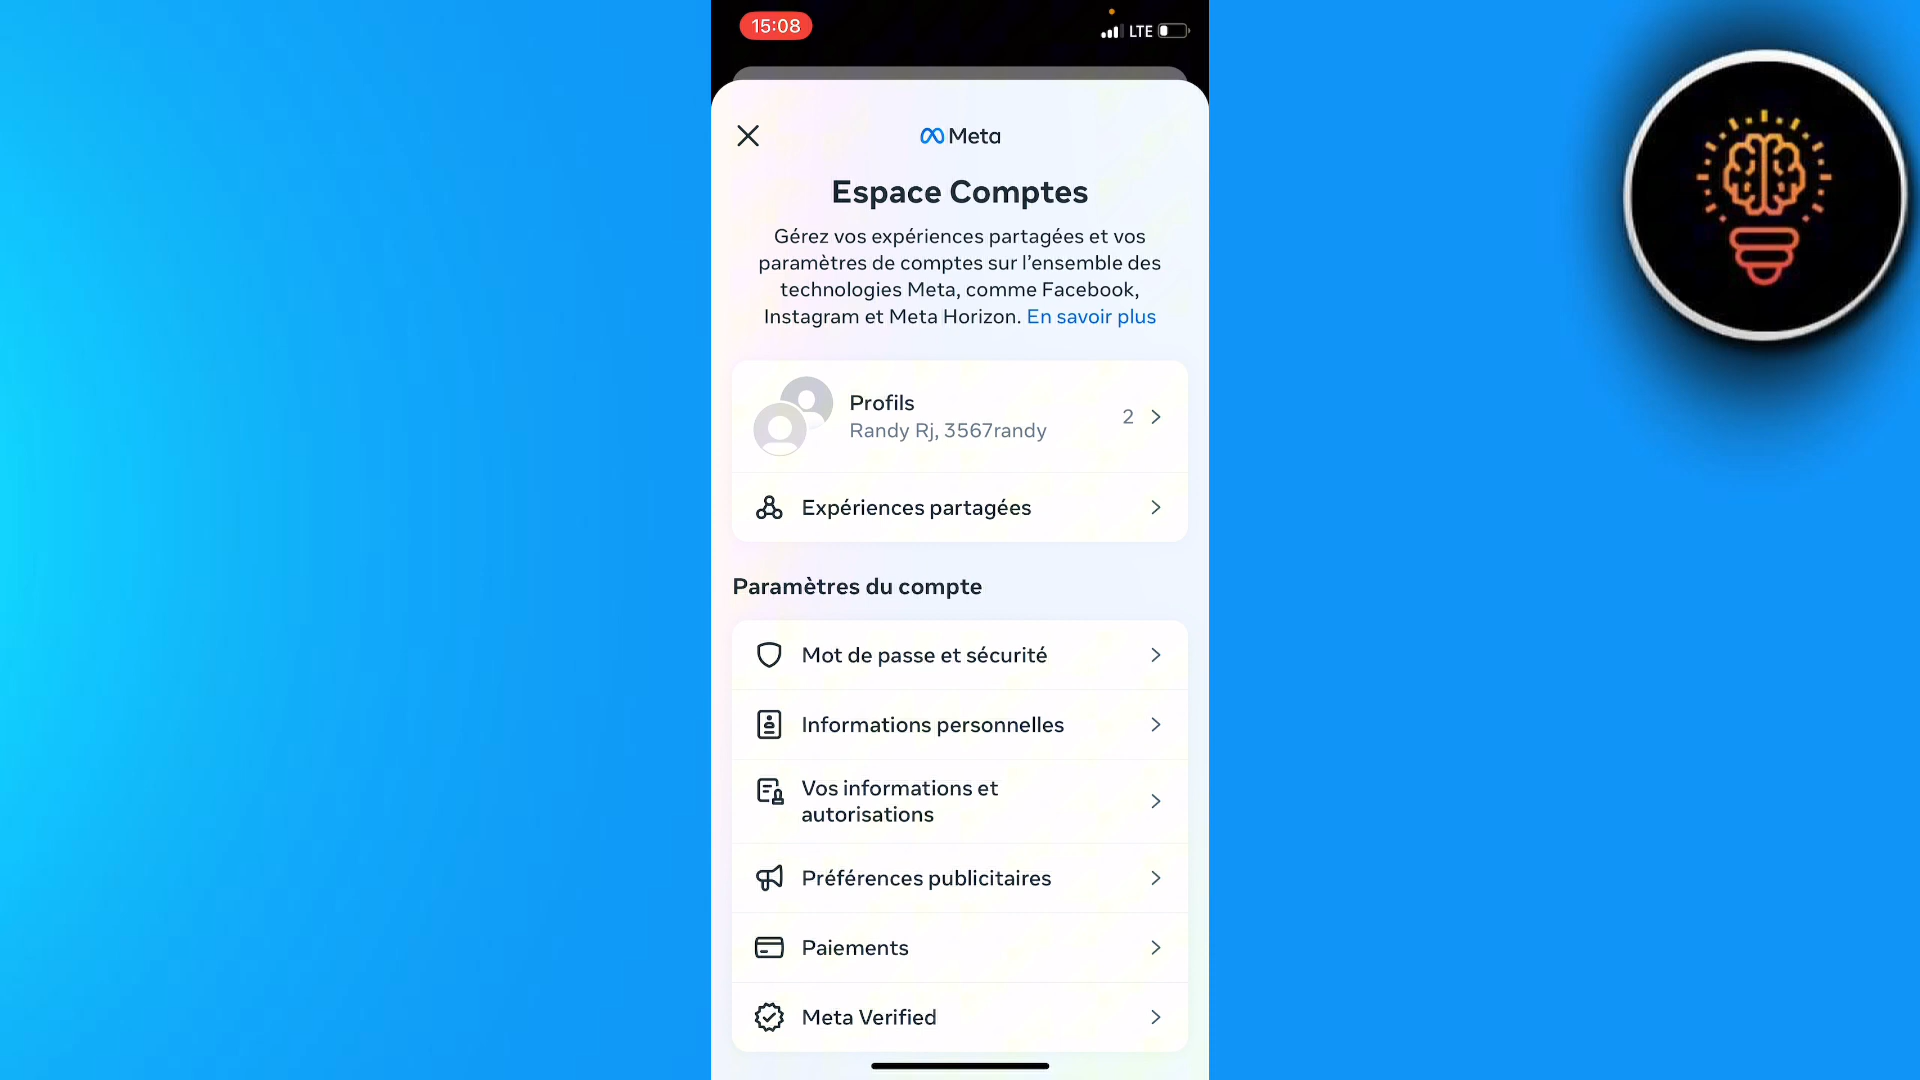 15:08
LTE
Meta
Espace Comptes
Gérez vos expériences partagées et vos
paramètres de comptes sur l’ensemble des
technologies Meta, comme Facebook,
Instagram et Meta Horizon. En savoir plus
Profils
Randy Rj, 3567randy
2
Expériences partagées
Paramètres du compte
Mot de passe et sécurité
Informations personnelles
Vos informations et
autorisations
Préférences publicitaires
Paiements
Meta Verified